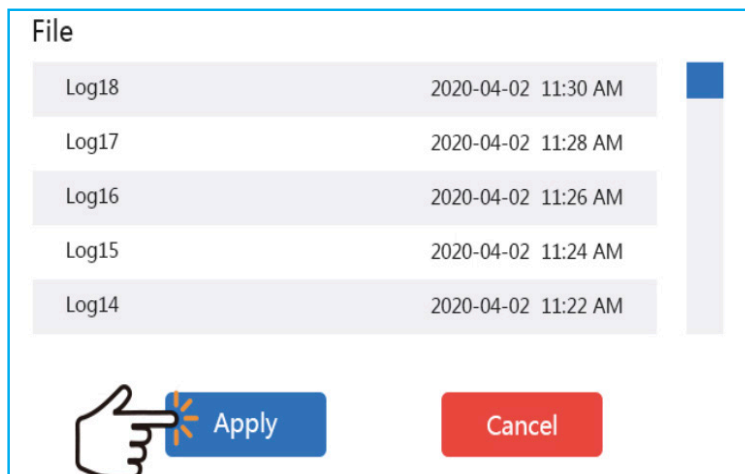 File
Log18 2020-04-02 11:30 AM
Log17 2020-04-02 11:28 AM
Log16 2020-04-02 11:26 AM
Log15 2020-04-02 11:24 AM
Log14 2020-04-02 11:22 AM
Apply Cancel